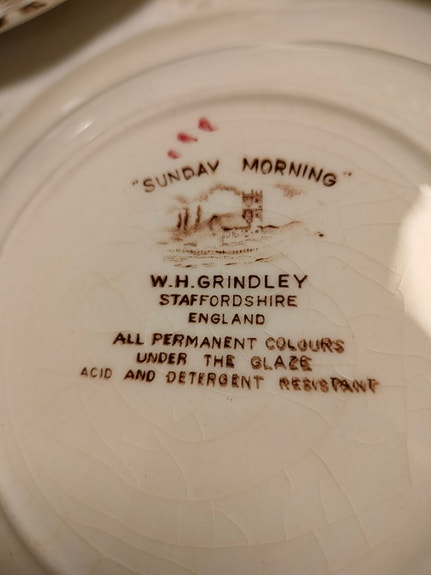 "SUNDAY MORNING"
W.H.GRINDLEY
STAFFORDSHIRE
ENGLAND
ALL PERMANENT COLOURS
UNDER THE GLAZE
ACID AND DETERGENT RESISTANT